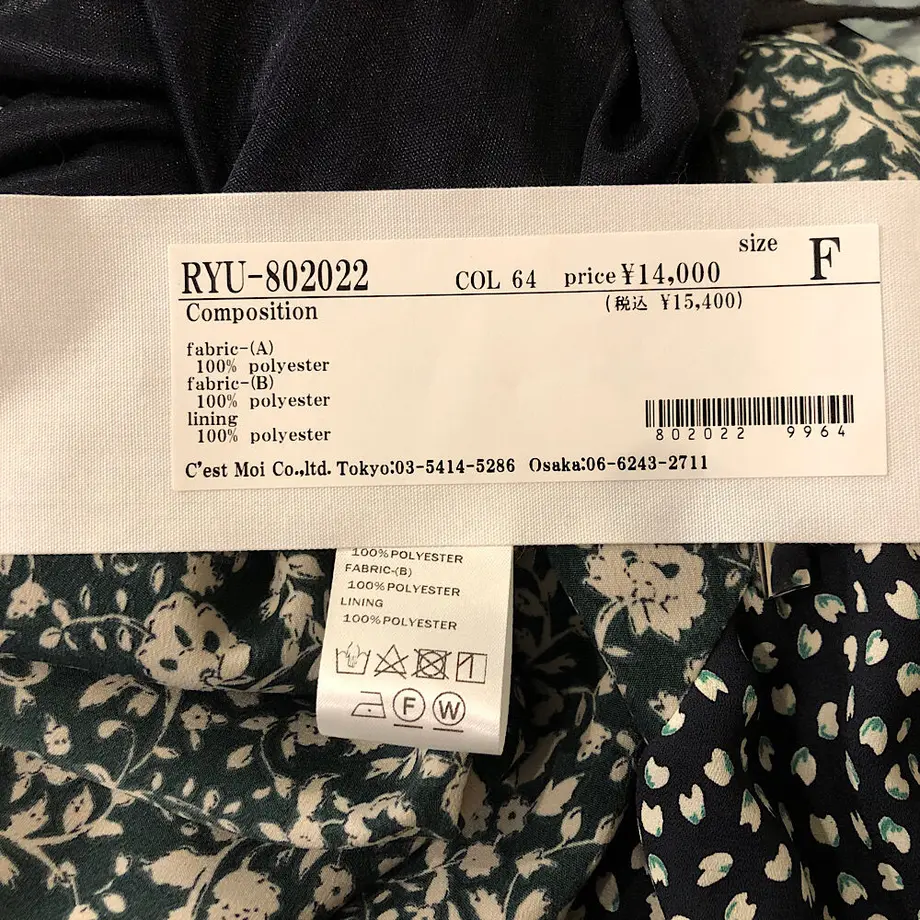 size F
RYU-802022 COL 64 price¥14,000
Composition (税込 ¥15,400)
fabric-(A)
100% polyester
fabric-(B)
100% polyester
lining
100% polyester
802022 9964
C'est Moi Co.,ltd. Tokyo:03-5414-5286 Osaka:06-6243-2711
100%POLYESTER
FABRIC-(B)
100%POLYESTER
LINING
100%POLYESTER
F W